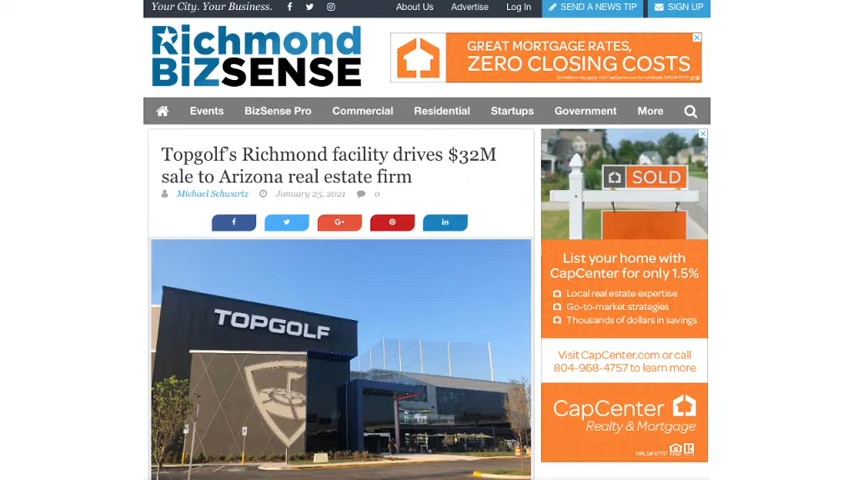 Your City. Your Business.
About Us
Advertise
Log In
SEND A NEWS TIP
SIGN UP
Richmond
BIZSENSE
GREAT MORTGAGE RATES,
ZERO CLOSING COSTS
Events
BizSense Pro
Commercial
Residential
Startups
Government
More
Topgolf's Richmond facility drives $32M
sale to Arizona real estate firm
Michael Schwartz
January 25, 2021
0
f
G+
in
TOPGOLF
SOLD
List your home with
CapCenter for only 1.5%
Local real estate expertise
Go-to-market strategies
Thousands of dollars in savings
Visit CapCenter.com or call
804-968-4757 to learn more
CapCenter
Realty & Mortgage